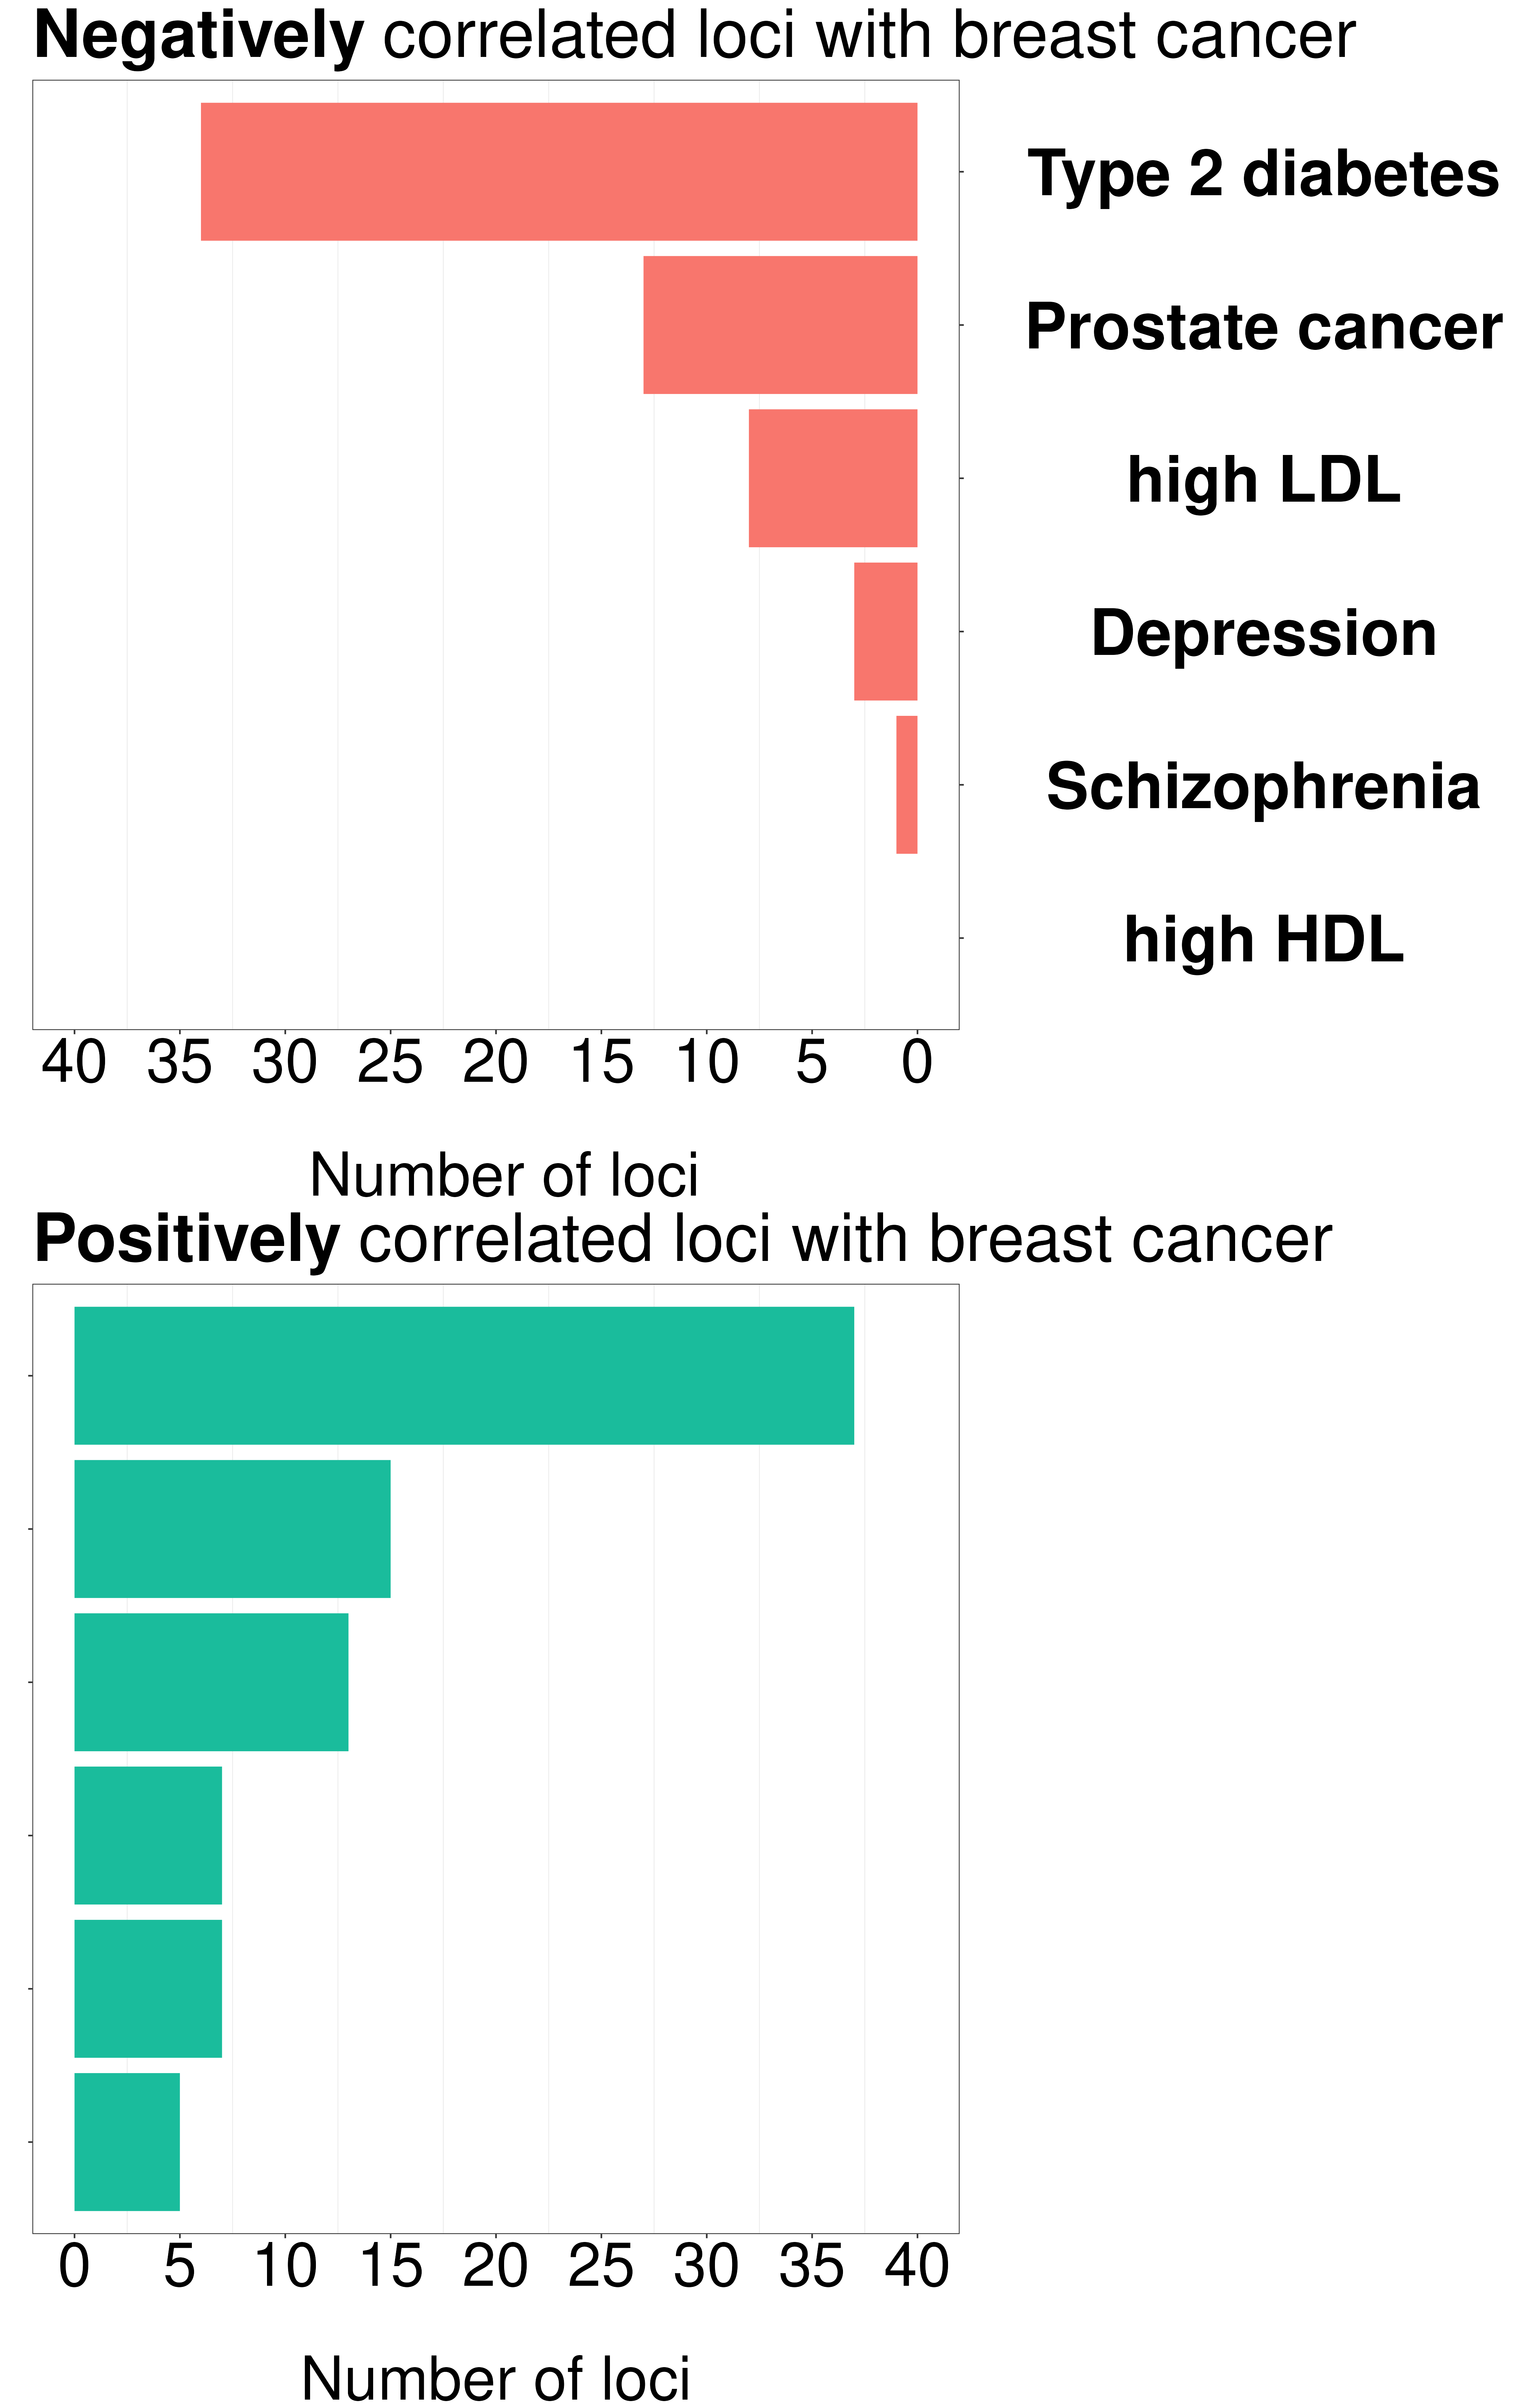 Negatively correlated loci with breast cancer
Type 2 diabetes
Prostate cancer
high LDL
Depression
Schizophrenia
high HDL
40 35 30 25 20 15 10 5 0
Number of loci
Positively correlated loci with breast cancer
0 5 10 15 20 25 30 35 40
Number of loci